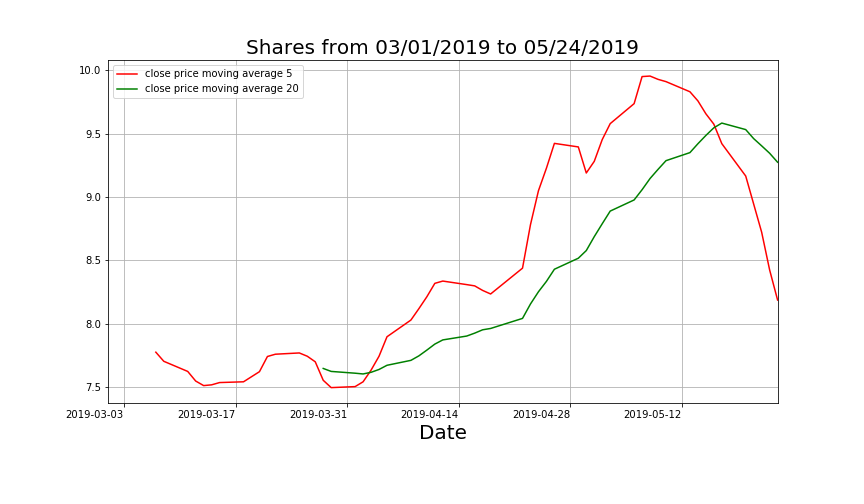 Shares from 03/01/2019 to 05/24/2019
close price moving average 5
close price moving average 20
10.0
9.5
9.0
8.5
8.0
7.5
2019-03-03 2019-03-17 2019-03-31 2019-04-14 2019-04-28 2019-05-12
Date